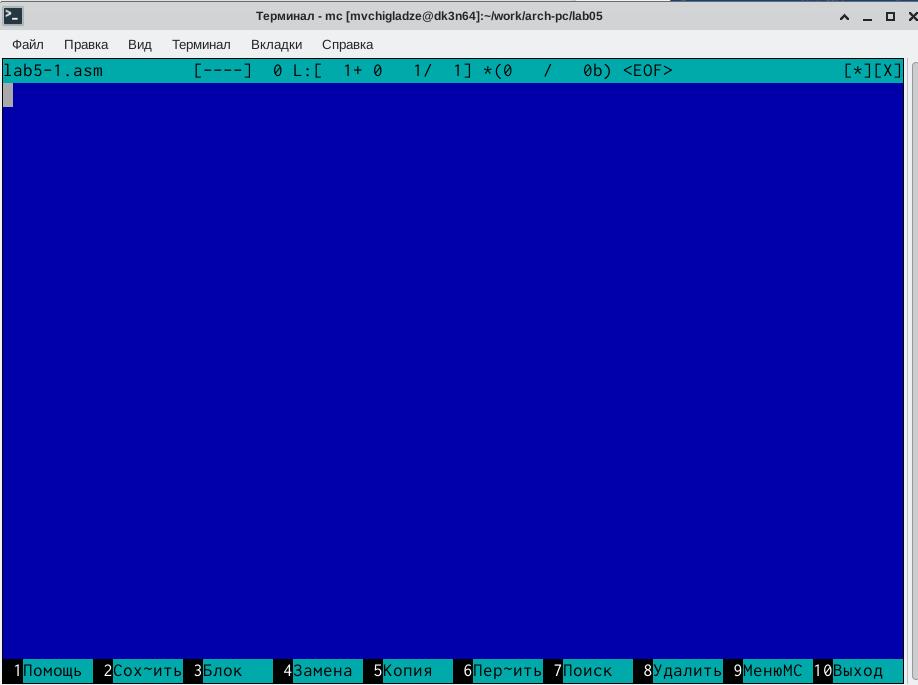 Терминал - mc [mvchigladze@dk3n64]:~/work/arch-pc/lab05
Файл Правка Вид Терминал Вкладки Справка
lab5-1.asm [----] 0 L:[ 1+ 0 1/ 1] *(0 / 0b) <EOF> [*][X]
1Помощь 2Сох~ить 3Блок 4Замена 5Копия 6Пер~ить 7Поиск 8Удалить 9МенюMC 10Выход